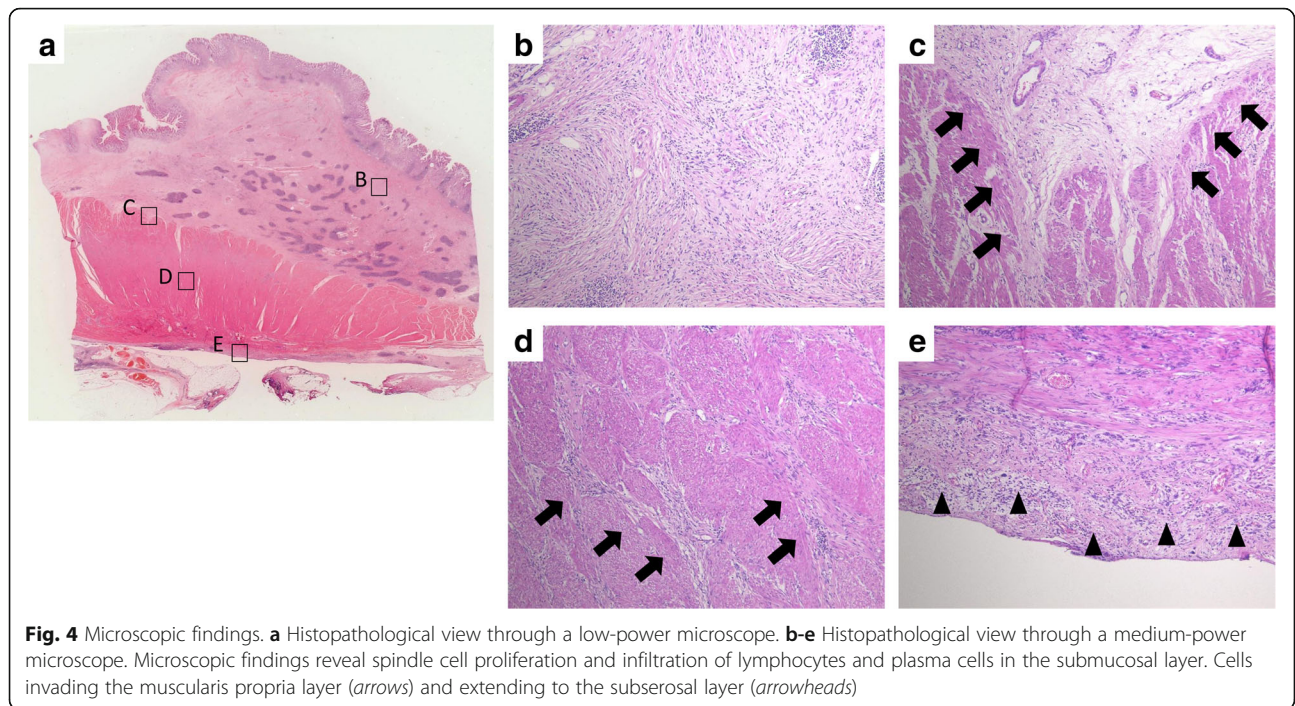 a
b
c
B
C
D
E
d
e
Fig. 4 Microscopic findings. a Histopathological view through a low-power microscope. b-e Histopathological view through a medium-power
microscope. Microscopic findings reveal spindle cell proliferation and infiltration of lymphocytes and plasma cells in the submucosal layer. Cells
invading the muscularis propria layer (arrows) and extending to the subserosal layer (arrowheads)